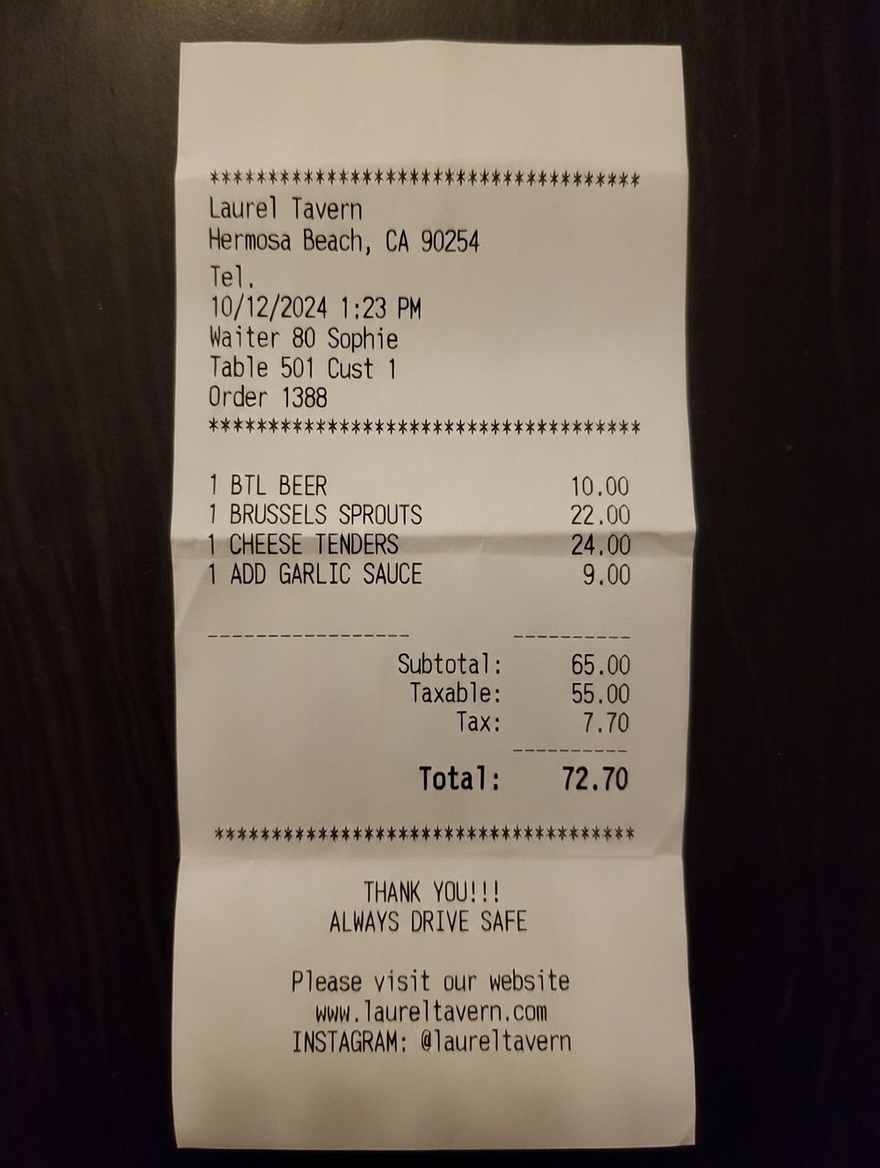 ************************************
Laurel Tavern
Hermosa Beach, CA 90254
Tel.
10/12/2024 1:23 PM
Waiter 80 Sophie
Table 501 Cust 1
Order 1388
************************************
1 BTL BEER 10.00
1 BRUSSELS SPROUTS 22.00
1 CHEESE TENDERS 24.00
1 ADD GARLIC SAUCE 9.00
----------------- ----------
Subtotal: 65.00
Taxable: 55.00
Tax: 7.70
----------
Total: 72.70
************************************
THANK YOU!!!
ALWAYS DRIVE SAFE
Please visit our website
www.laureltavern.com
INSTAGRAM: @laureltavern